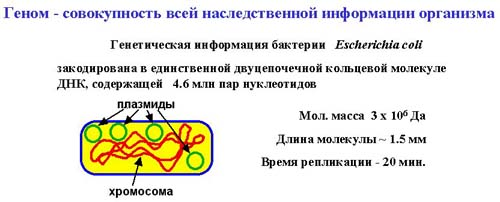 Геном - совокупность всей наследственной информации организма
Генетическая информация бактерии Escherichia coli
закодирована в единственной двуцепочечной кольцевой молекуле
ДНК, содержащей 4.6 млн пар нуклеотидов
плазмиды
хромосома
Мол. масса 3 x 10⁶ Да
Длина молекулы ~ 1.5 мм
Время репликации - 20 мин.